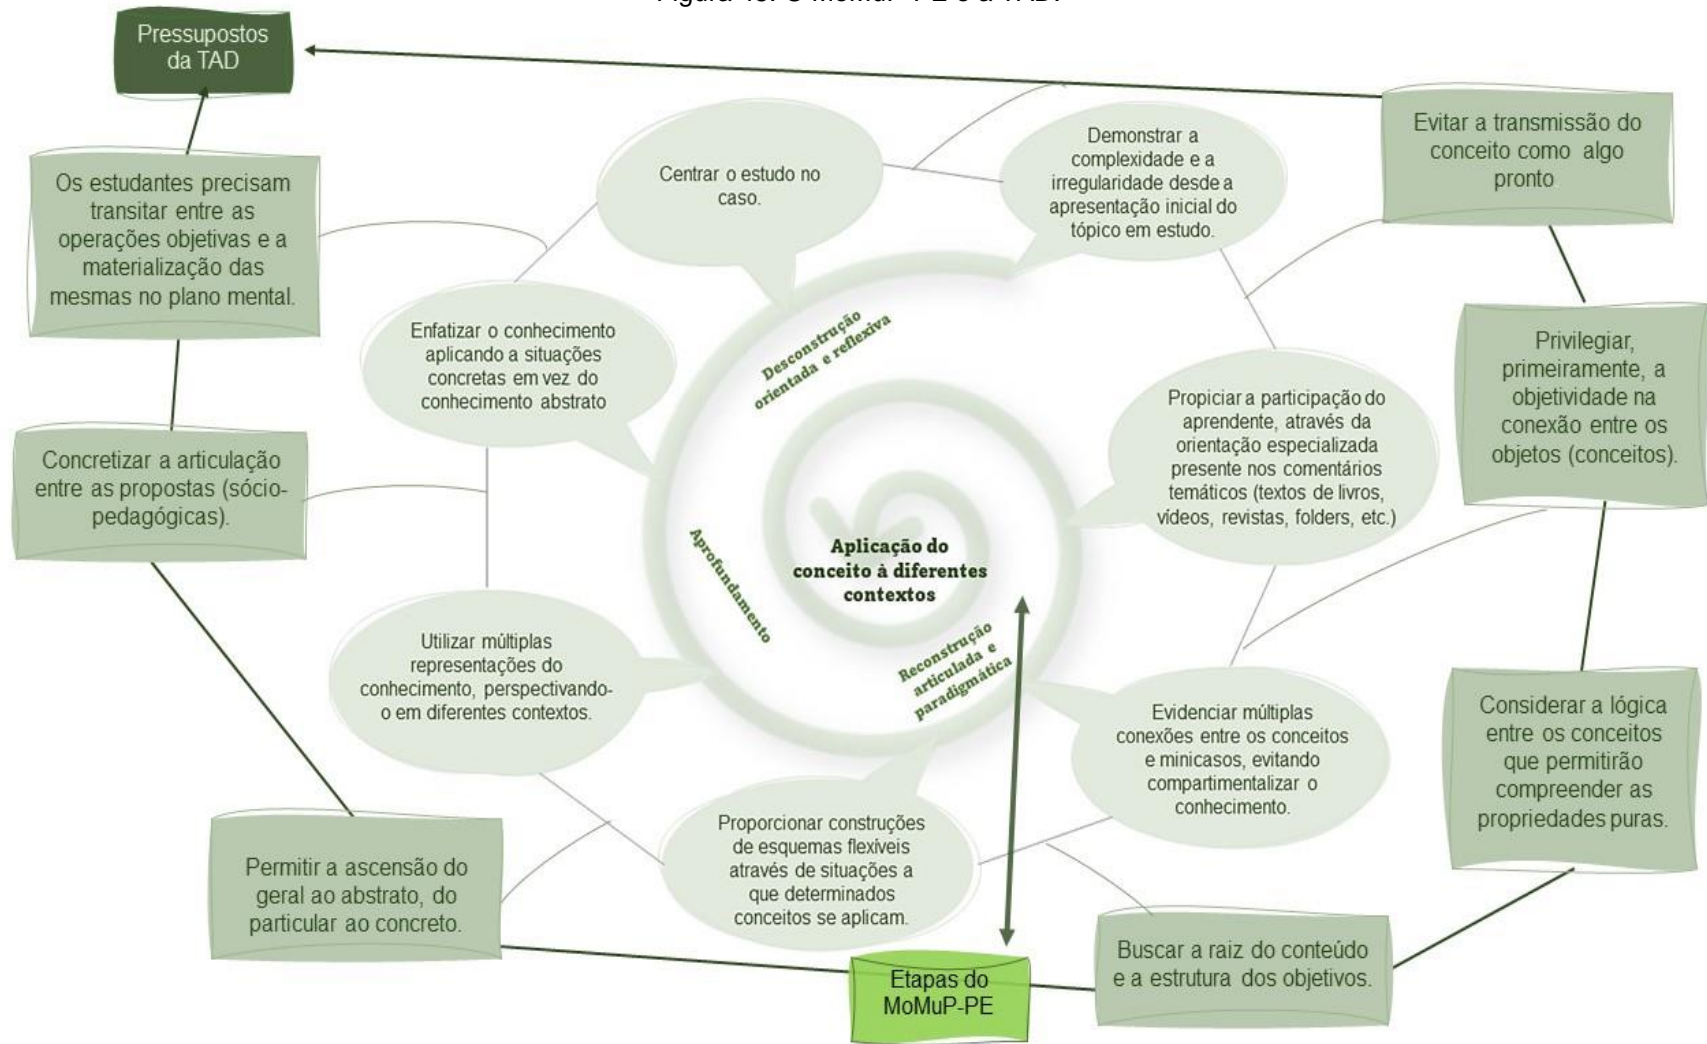 Figura 48: O MoMuP-PE e a TAD.
Pressupostos
da TAD
Os estudantes precisam
transitar entre as
operações objetivas e a
materialização das
mesmas no plano mental.
Concretizar a articulação
entre as propostas (sócio-
pedagógicas).
Permitir a ascensão do
geral ao abstrato, do
particular ao concreto.
Centrar o estudo no
caso.
Demonstrar a
complexidade e a
irregularidade desde a
apresentação inicial do
tópico em estudo.
Enfatizar o conhecimento
aplicando a situações
concretas em vez do
conhecimento abstrato
Propiciar a participação do
aprendente, através da
orientação especializada
presente nos comentários
temáticos (textos de livros,
vídeos, revistas, folders, etc.)
Utilizar múltiplas
representações do
conhecimento, perspectivando-
o em diferentes contextos.
Evidenciar múltiplas
conexões entre os conceitos
e minicasos, evitando
compartimentalizar o
conhecimento.
Proporcionar construções
de esquemas flexíveis
através de situações a
que determinados
conceitos se aplicam.
Desconstrução
orientada e reflexiva
Aprofundamento
Aplicação do
conceito à diferentes
contextos
Reconstrução
articulada e
paradigmática
Evitar a transmissão do
conceito como algo
pronto
Privilegiar,
primeiramente, a
objetividade na
conexão entre os
objetos (conceitos).
Considerar a lógica
entre os conceitos
que permitirão
compreender as
propriedades puras.
Buscar a raiz do conteúdo
e a estrutura dos objetivos.
Etapas do
MoMuP-PE